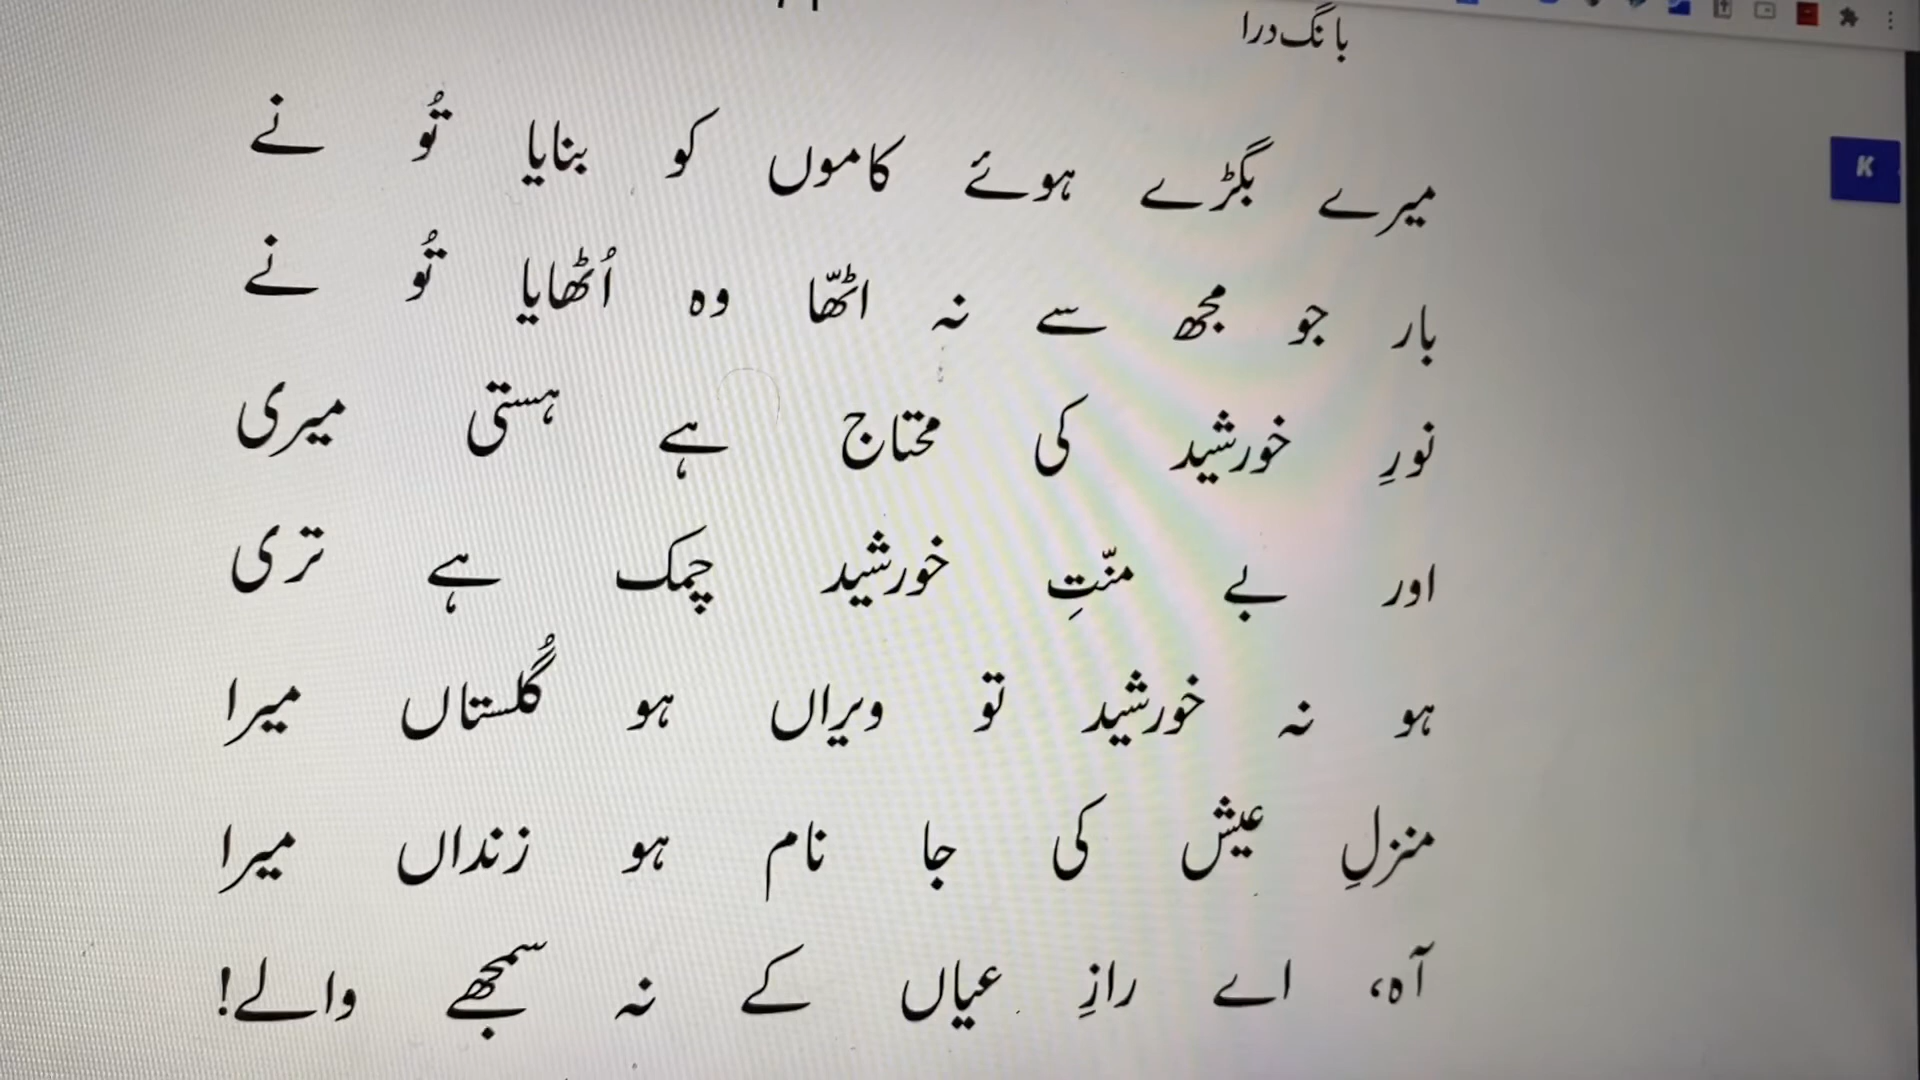 بانگ درا
K
میرے بگڑے ہوئے کاموں کو بنایا تُو نے
بار جو مجھ سے نہ اٹھّا وہ اُٹھایا تُو نے
نورِ خورشید کی محتاج ہے ہستی میری
اور بے منّتِ خورشید چمک ہے تری
ہو نہ خورشید تو ویراں ہو گُلستاں میرا
منزلِ عیش کی جا نام ہو زنداں میرا
آہ، اے رازِ عیاں کے نہ سمجھے والے!